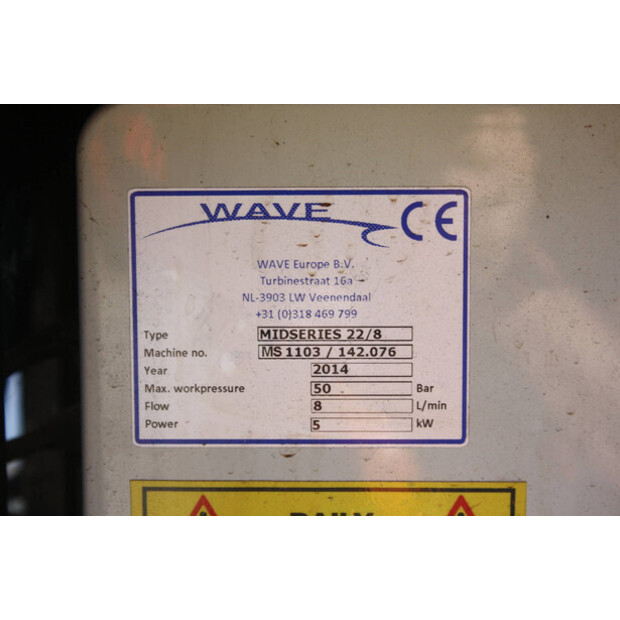 WAVE CE
WAVE Europe B.V.
Turbinestraat 16a
NL-3903 LW Veenendaal
+31 (0)318 469 799
Type MIDSERIES 22/8
Machine no. MS 1103 / 142.076
Year 2014
Max. workpressure 50 Bar
Flow 8 L/min
Power 5 kW
DAILY